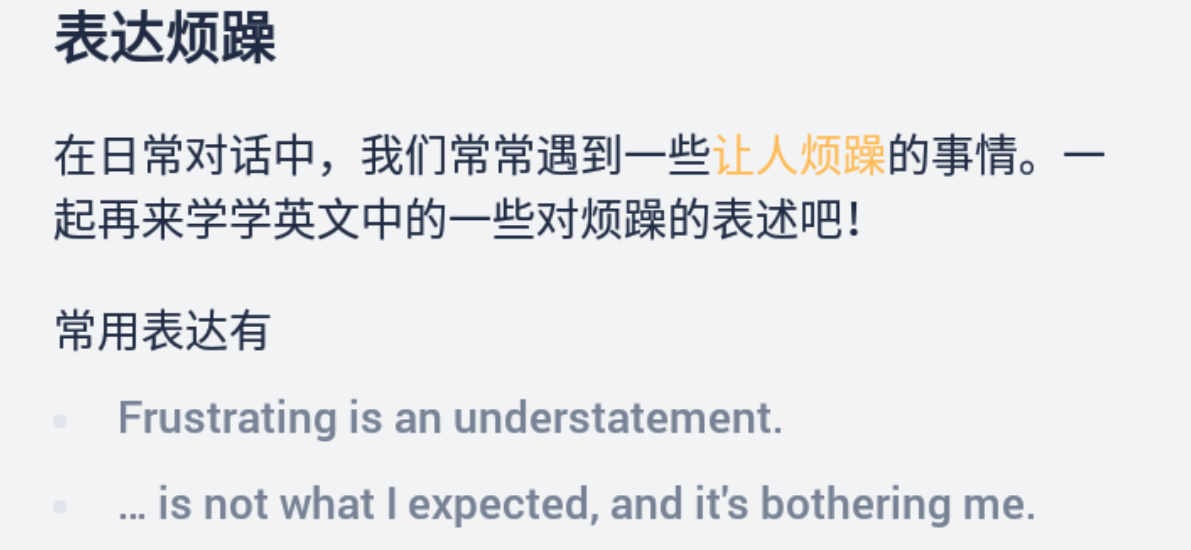 表达烦躁
在日常对话中，我们常常遇到一些让人烦躁的事情。一
起再来学学英文中的一些对烦躁的表述吧！
常用表达有
Frustrating is an understatement.
... is not what I expected, and it's bothering me.